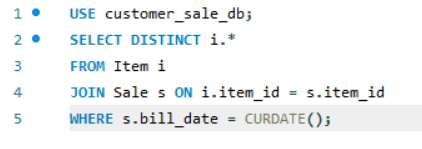 1 USE customer_sale_db;
2 SELECT DISTINCT i.*
3 FROM Item i
4 JOIN Sale s ON i.item_id = s.item_id
5 WHERE s.bill_date = CURDATE();